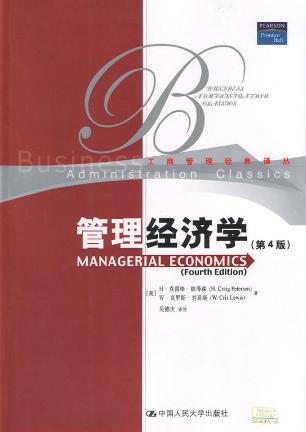 PEARSON
Prentice
Hall
BUSINESS
ADMINISTRATION
CLASSICS
Business 工商管理经典译丛
Administration Classics
管理经济学(第4版)
MANAGERIAL ECONOMICS
(Fourth Edition)
[美] H·克雷格·彼得森 (H. Craig Petersen)
W·克里斯·刘易斯 (W. Cris Lewis) 著
吴德庆 译校
中国人民大学出版社